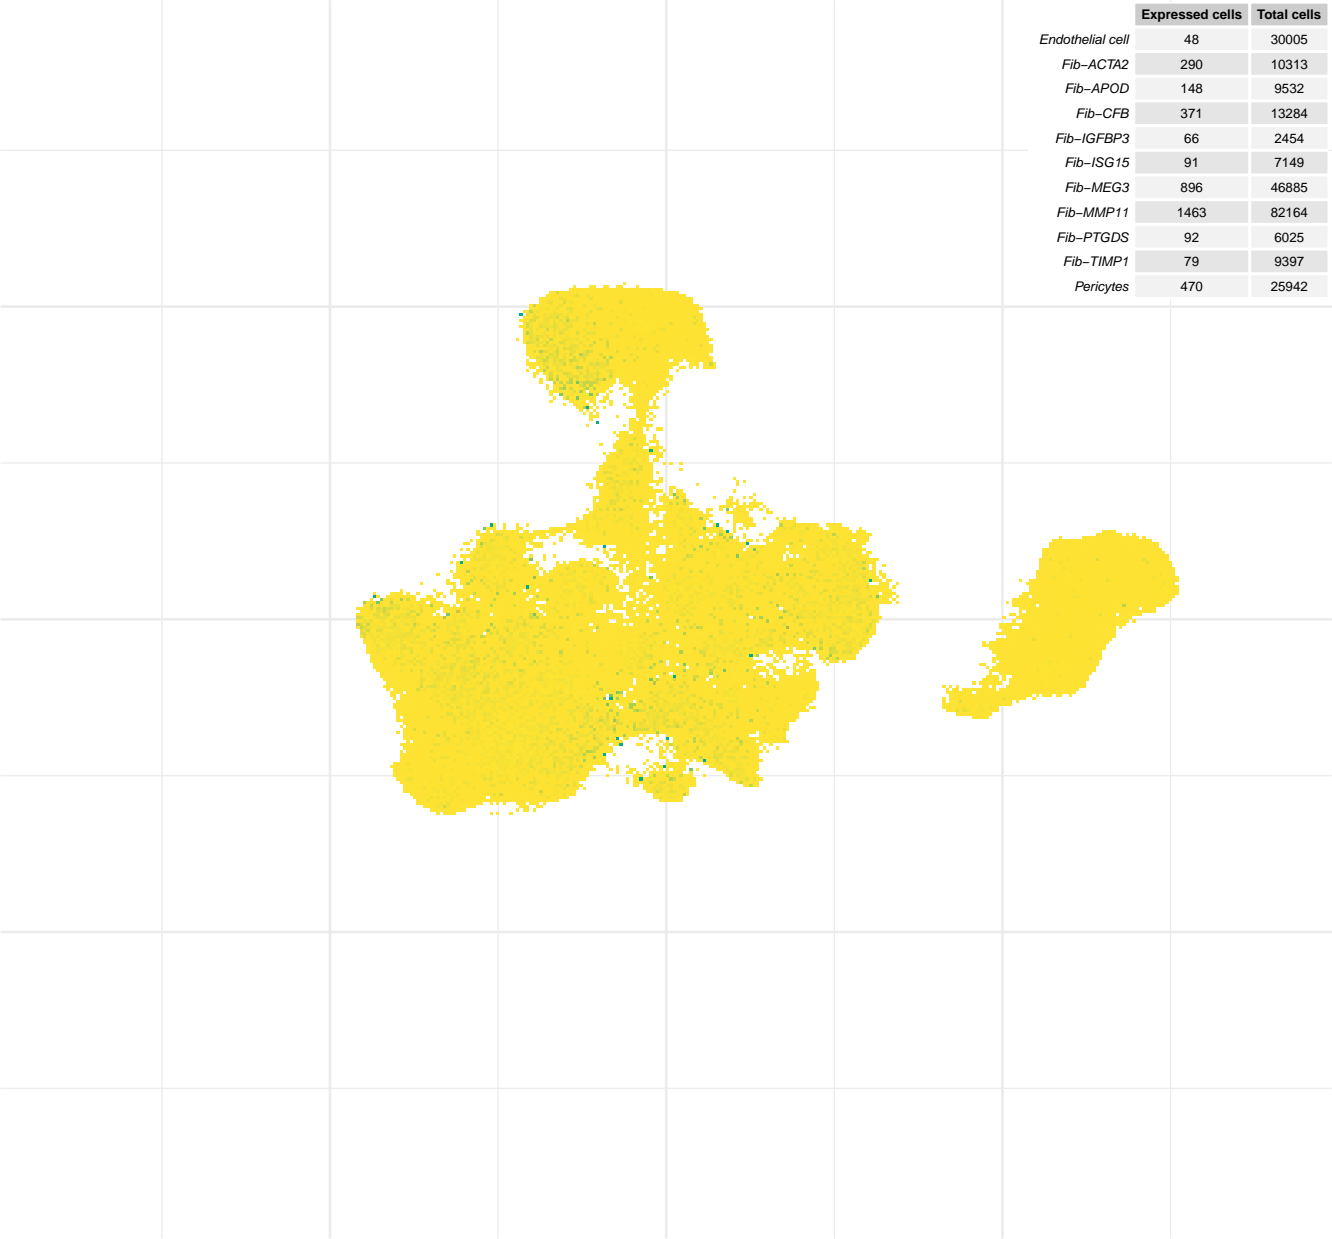 Expressed cells Total cells
Endothelial cell 48 30005
Fib−ACTA2 290 10313
Fib−APOD 148 9532
Fib−CFB 371 13284
Fib−IGFBP3 66 2454
Fib−ISG15 91 7149
Fib−MEG3 896 46885
Fib−MMP11 1463 82164
Fib−PTGDS 92 6025
Fib−TIMP1 79 9397
Pericytes 470 25942